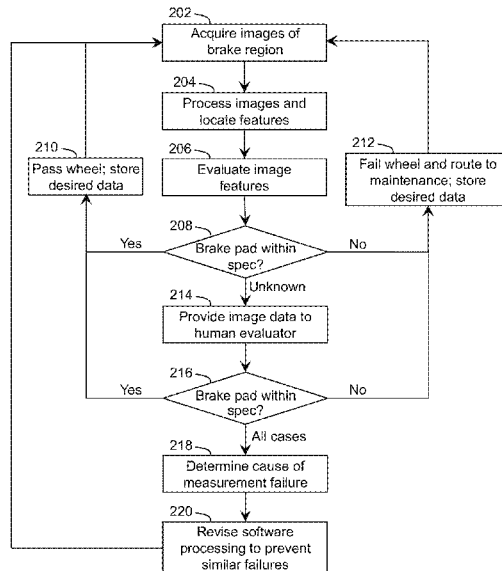 202
Acquire images of
brake region
204
Process images and
locate features
210
Pass wheel; store
desired data
206
Evaluate image
features
212
Fail wheel and route to
maintenance; store
desired data
208
Yes
Brake pad within
spec?
No
Unknown
214
Provide image data to
human evaluator
216
Yes
Brake pad within
spec?
No
All cases
218
Determine cause of
measurement failure
220
Revise software
processing to prevent
similar failures